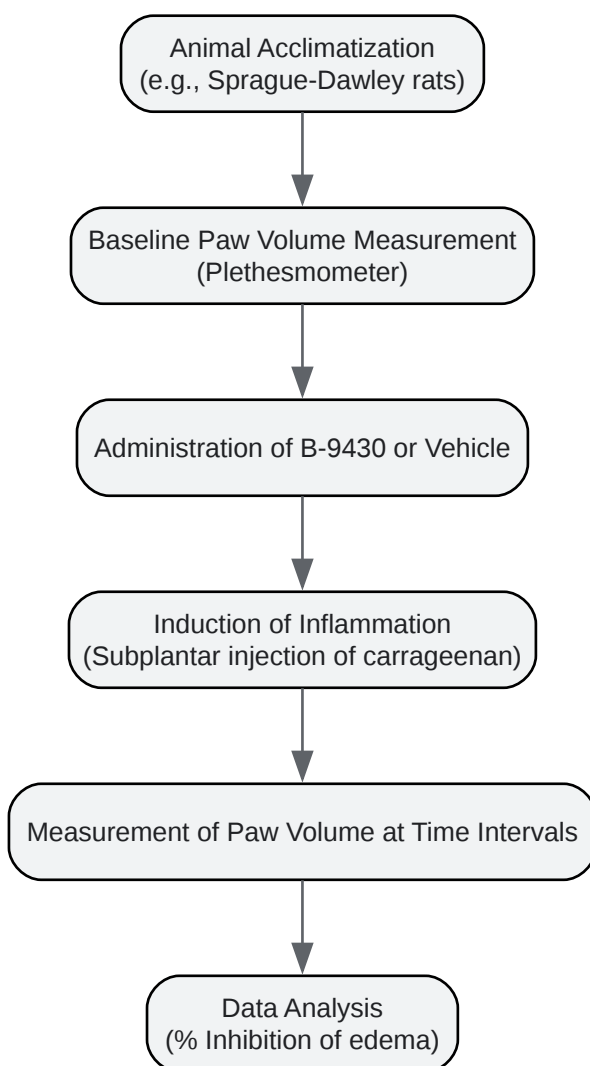 Animal Acclimatization
(e.g., Sprague-Dawley rats)
Baseline Paw Volume Measurement
(Plethesmometer)
Administration of B-9430 or Vehicle
Induction of Inflammation
(Subplantar injection of carrageenan)
Measurement of Paw Volume at Time Intervals
Data Analysis
(% Inhibition of edema)